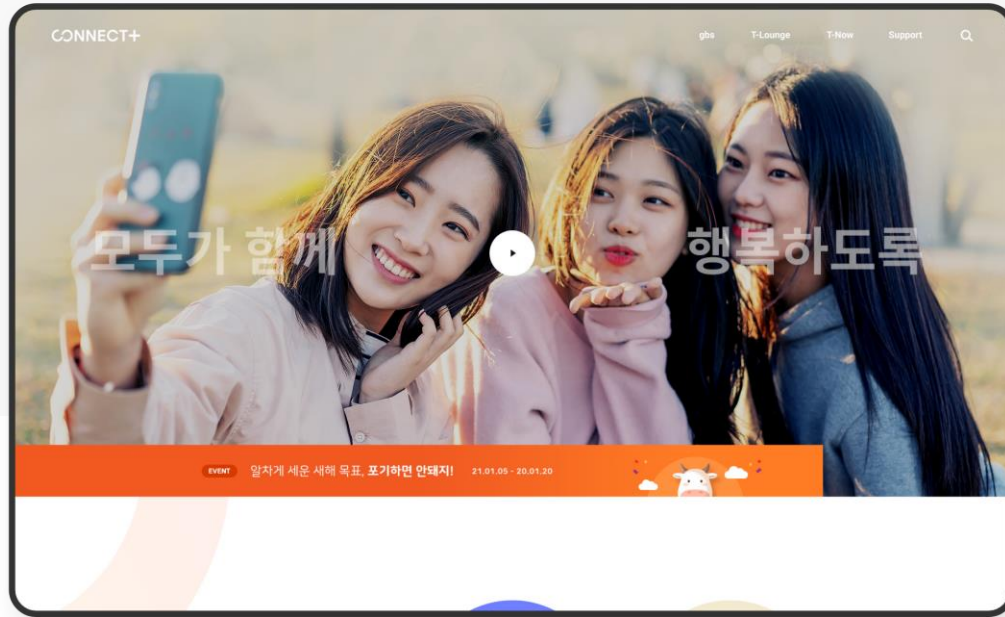 CONNECT+
gbs T-Lounge T-Now Support
모두가 함께 행복하도록
EVENT 알차게 세운 새해 목표, 포기하면 안돼지! 21.01.05 - 20.01.20